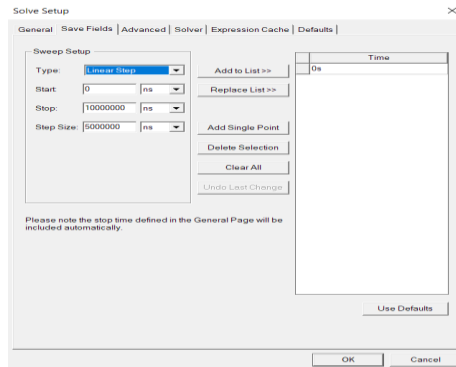 Solve Setup
General Save Fields Advanced Solver Expression Cache Defaults
Sweep Setup
Type: Linear Step
Start: 0 ns
Stop: 10000000 ns
Step Size: 5000000 ns
Add to List >>
Replace List >>
Add Single Point
Delete Selection
Clear All
Undo Last Change
Time
0s
Please note the stop time defined in the General Page will be
included automatically.
Use Defaults
OK Cancel